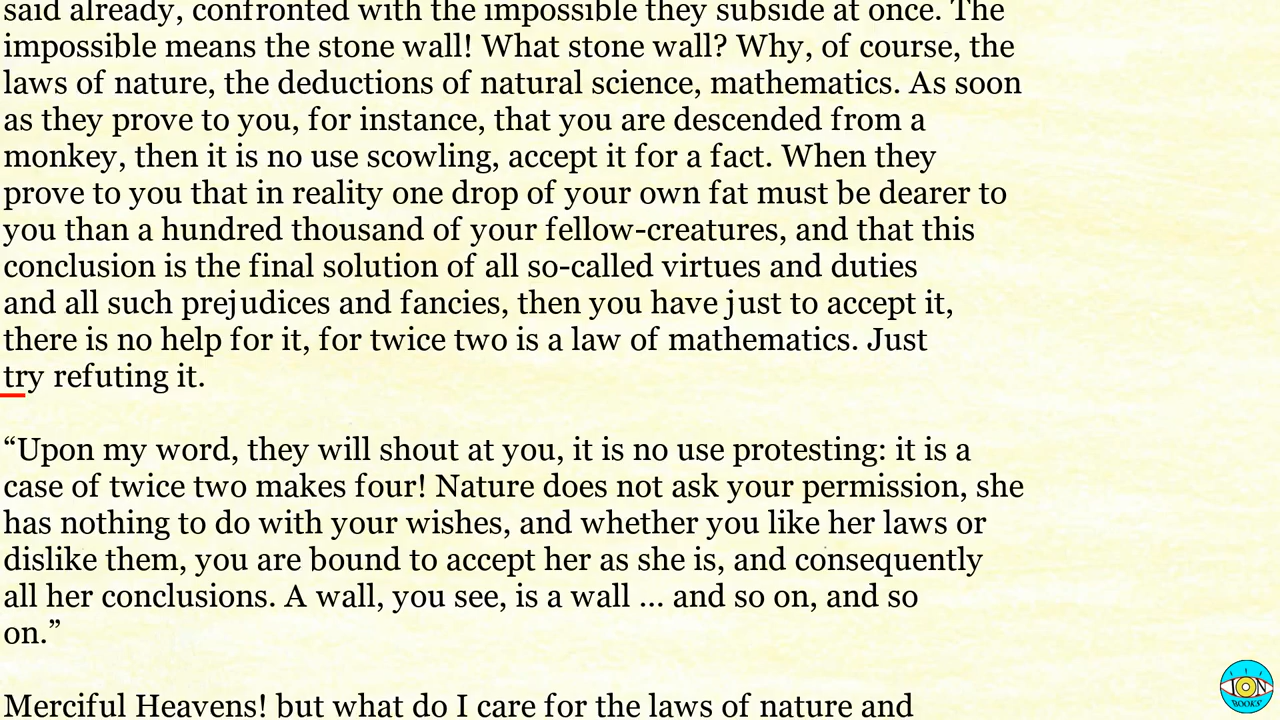 said already, confronted with the impossible they subside at once. The
impossible means the stone wall! What stone wall? Why, of course, the
laws of nature, the deductions of natural science, mathematics. As soon
as they prove to you, for instance, that you are descended from a
monkey, then it is no use scowling, accept it for a fact. When they
prove to you that in reality one drop of your own fat must be dearer to
you than a hundred thousand of your fellow-creatures, and that this
conclusion is the final solution of all so-called virtues and duties
and all such prejudices and fancies, then you have just to accept it,
there is no help for it, for twice two is a law of mathematics. Just
try refuting it.
“Upon my word, they will shout at you, it is no use protesting: it is a
case of twice two makes four! Nature does not ask your permission, she
has nothing to do with your wishes, and whether you like her laws or
dislike them, you are bound to accept her as she is, and consequently
all her conclusions. A wall, you see, is a wall ... and so on, and so
on.”
Merciful Heavens! but what do I care for the laws of nature and
ION
BOOKS